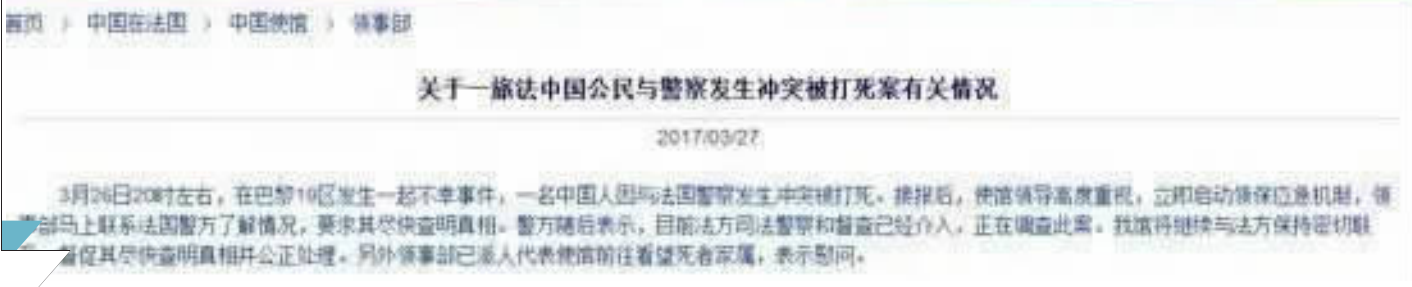 首页 > 中国在法国 > 中国使馆 > 领事部
关于一旅法中国公民与警察发生冲突被打死案有关情况
2017/03/27
3月26日20时左右，在巴黎19区发生一起不幸事件，一名中国人因与法国警察发生冲突被打死。接报后，使馆领导高度重视，立即启动领保应急机制，领
部马上联系法国警方了解情况，要求其尽快查明真相。警方随后表示，目前法方司法警察和督查已经介入，正在调查此案。我馆将继续与法方保持密切联
督促其尽快查明真相并公正处理。另外领事部已派人代表使馆前往看望死者家属，表示慰问。